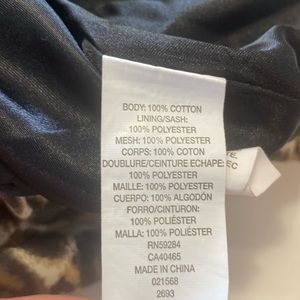 BODY: 100% COTTON
LINING/SASH:
100% POLYESTER
MESH: 100% POLYESTER
CORPS: 100% COTON
DOUBLURE/CEINTURE ECHAPE:
100% POLYESTER
MAILLE: 100% POLYESTER
CUERPO: 100% ALGODÓN
FORRO/CINTURON:
100% POLIÉSTER
MALLA: 100% POLIÉSTER
RN59284
CA40465
MADE IN CHINA
021568
2693